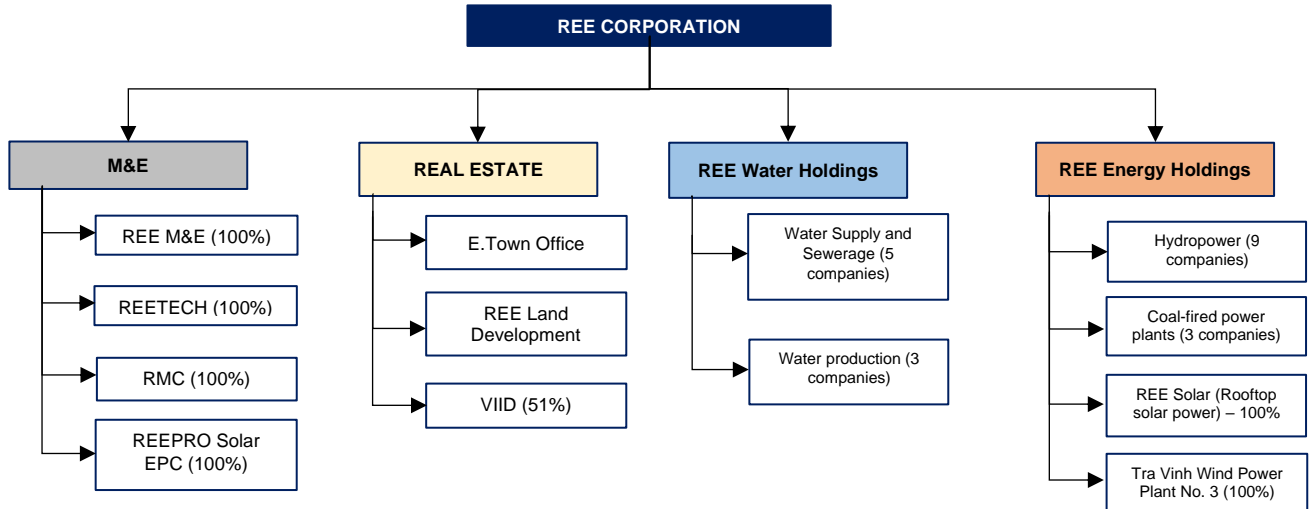 REE CORPORATION
M&E
REE M&E (100%)
REETECH (100%)
RMC (100%)
REEPRO Solar
EPC (100%)
REAL ESTATE
E.Town Office
REE Land
Development
VIID (51%)
REE Water Holdings
Water Supply and
Sewerage (5
companies)
Water production (3
companies)
REE Energy Holdings
Hydropower (9
companies)
Coal-fired power
plants (3 companies)
REE Solar (Rooftop
solar power) – 100%
Tra Vinh Wind Power
Plant No. 3 (100%)